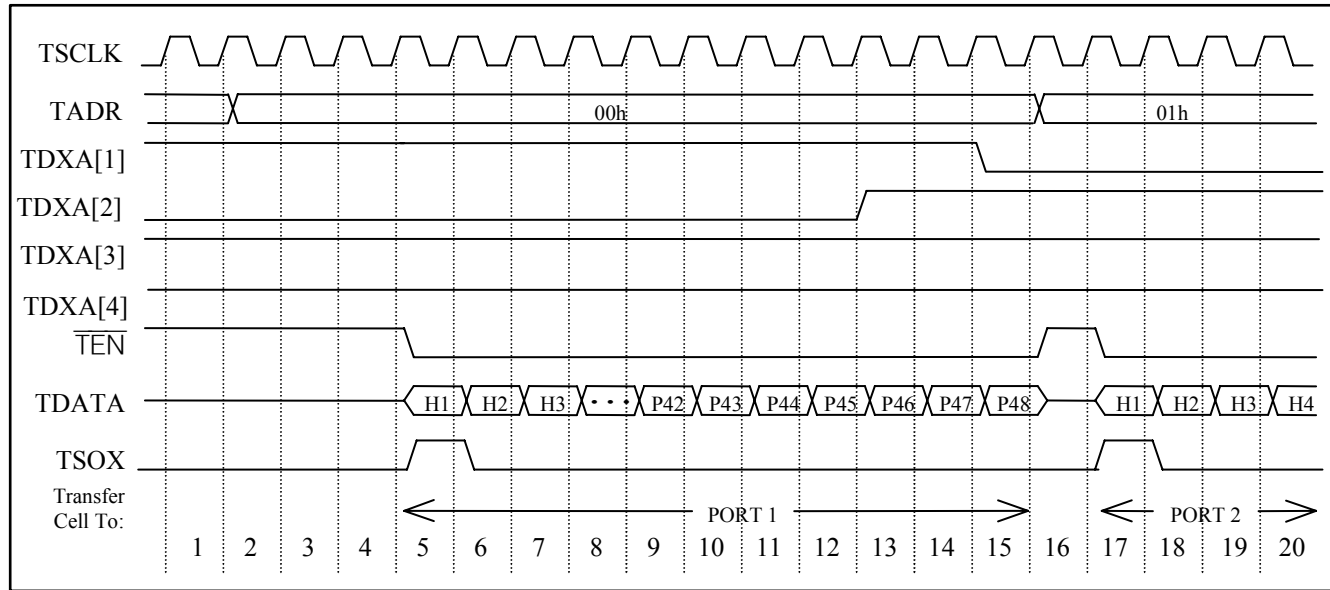 TSCLK
TADR 00h 01h
TDXA[1]
TDXA[2]
TDXA[3]
TDXA[4]
TEN
TDATA H1 H2 H3 ··· P42 P43 P44 P45 P46 P47 P48 H1 H2 H3 H4
TSOX
Transfer
Cell To: PORT 1 PORT 2
1 2 3 4 5 6 7 8 9 10 11 12 13 14 15 16 17 18 19 20